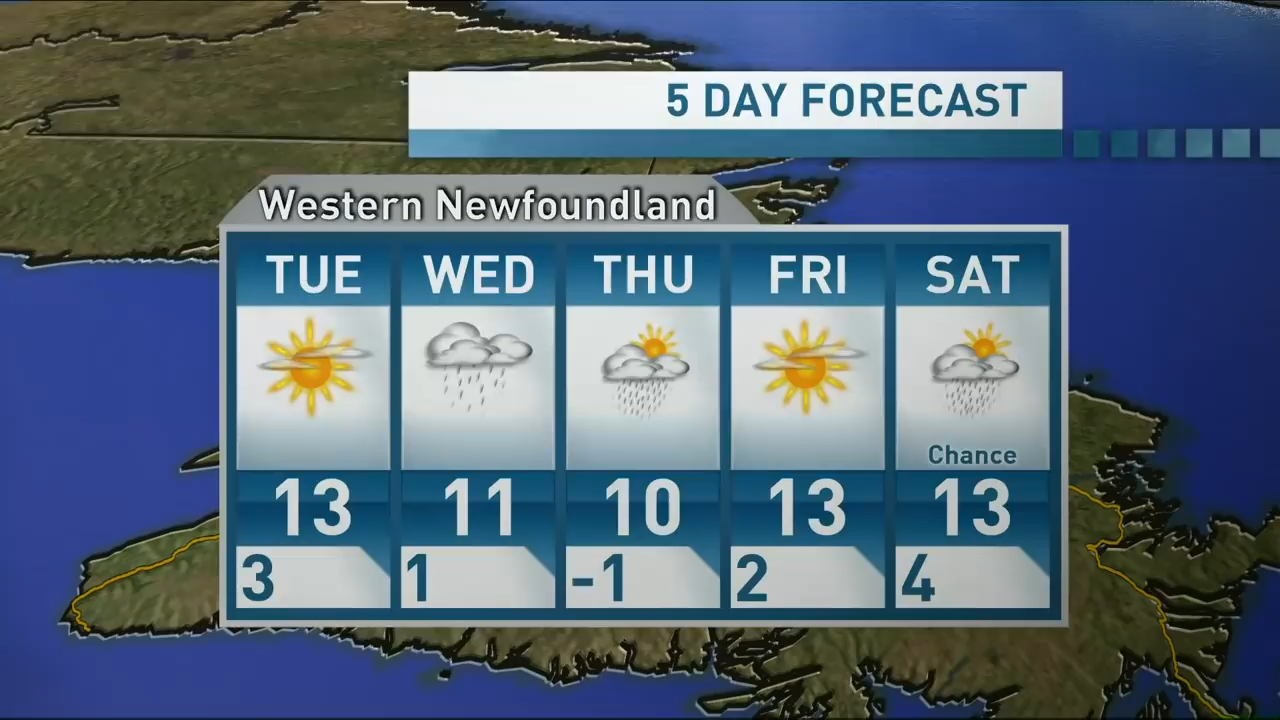 5 DAY FORECAST
Western Newfoundland
TUE WED THU FRI SAT
Chance
13 11 10 13 13
3 1 -1 2 4